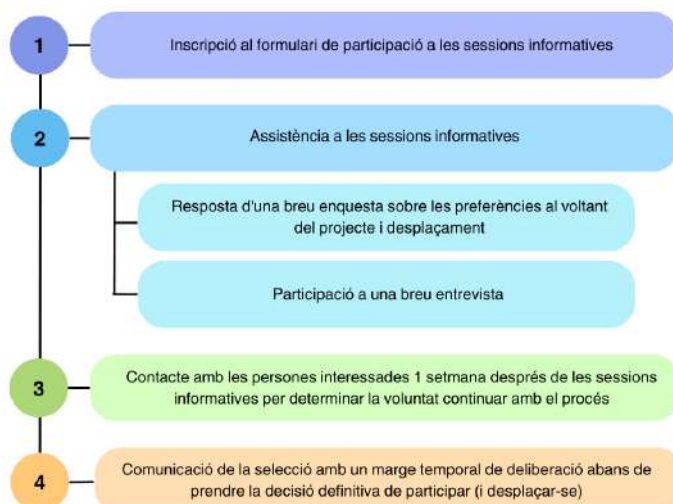 1
Inscripció al formulari de participació a les sessions informatives
2
Assistència a les sessions informatives
Resposta d'una breu enquesta sobre les preferències al voltant
del projecte i desplaçament
Participació a una breu entrevista
3
Contacte amb les persones interessades 1 setmana després de les sessions
informatives per determinar la voluntat continuar amb el procés
4
Comunicació de la selecció amb un marge temporal de deliberació abans de
prendre la decisió definitiva de participar (i desplaçar-se)